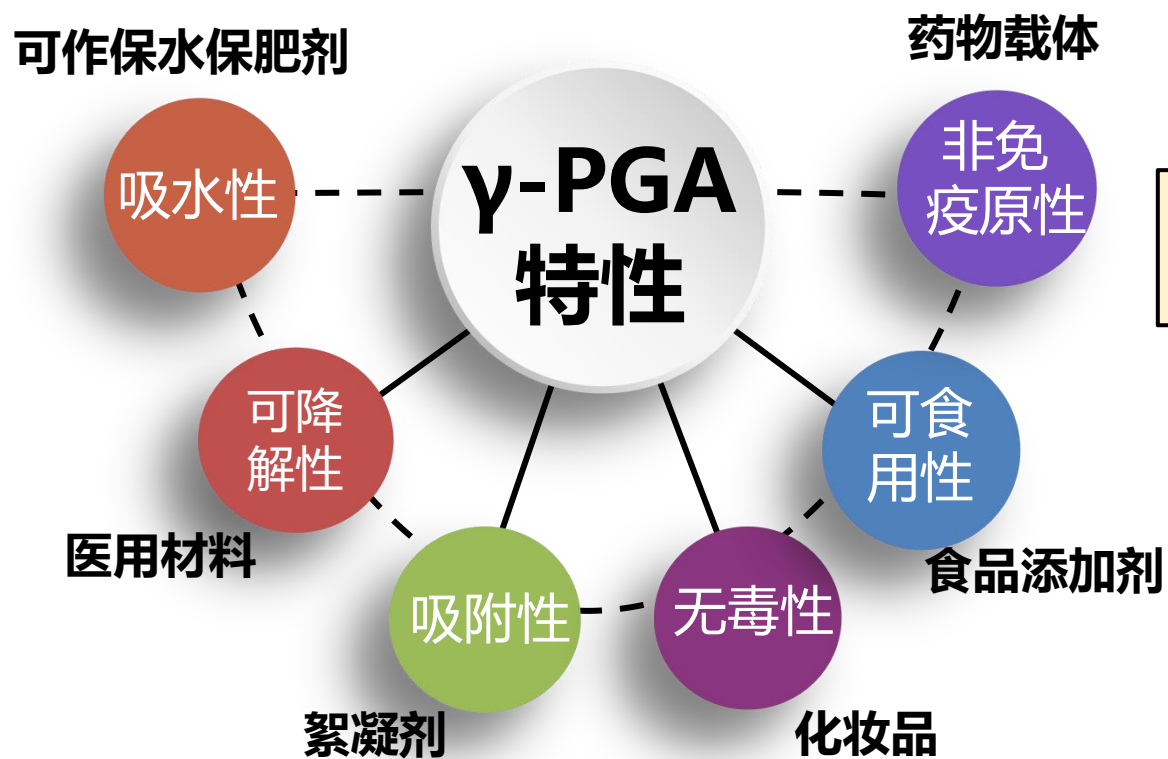 可作保水保肥剂
药物载体
γ-PGA
特性
吸水性
非免
疫原性
可降
解性
可食
用性
医用材料
食品添加剂
吸附性
无毒性
絮凝剂
化妆品